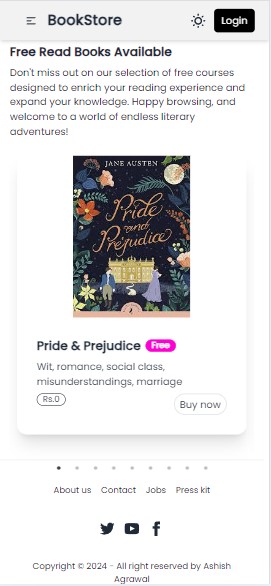 BookStore
Login
Free Read Books Available
Don't miss out on our selection of free courses
designed to enrich your reading experience and
expand your knowledge. Happy browsing, and
welcome to a world of endless literary
adventures!
JANE AUSTEN
Pride
and
Prejudice
Pride & Prejudice Free
Wit, romance, social class,
misunderstandings, marriage
Rs.0
Buy now
About us Contact Jobs Press kit
Copyright © 2024 - All right reserved by Ashish
Agrawal